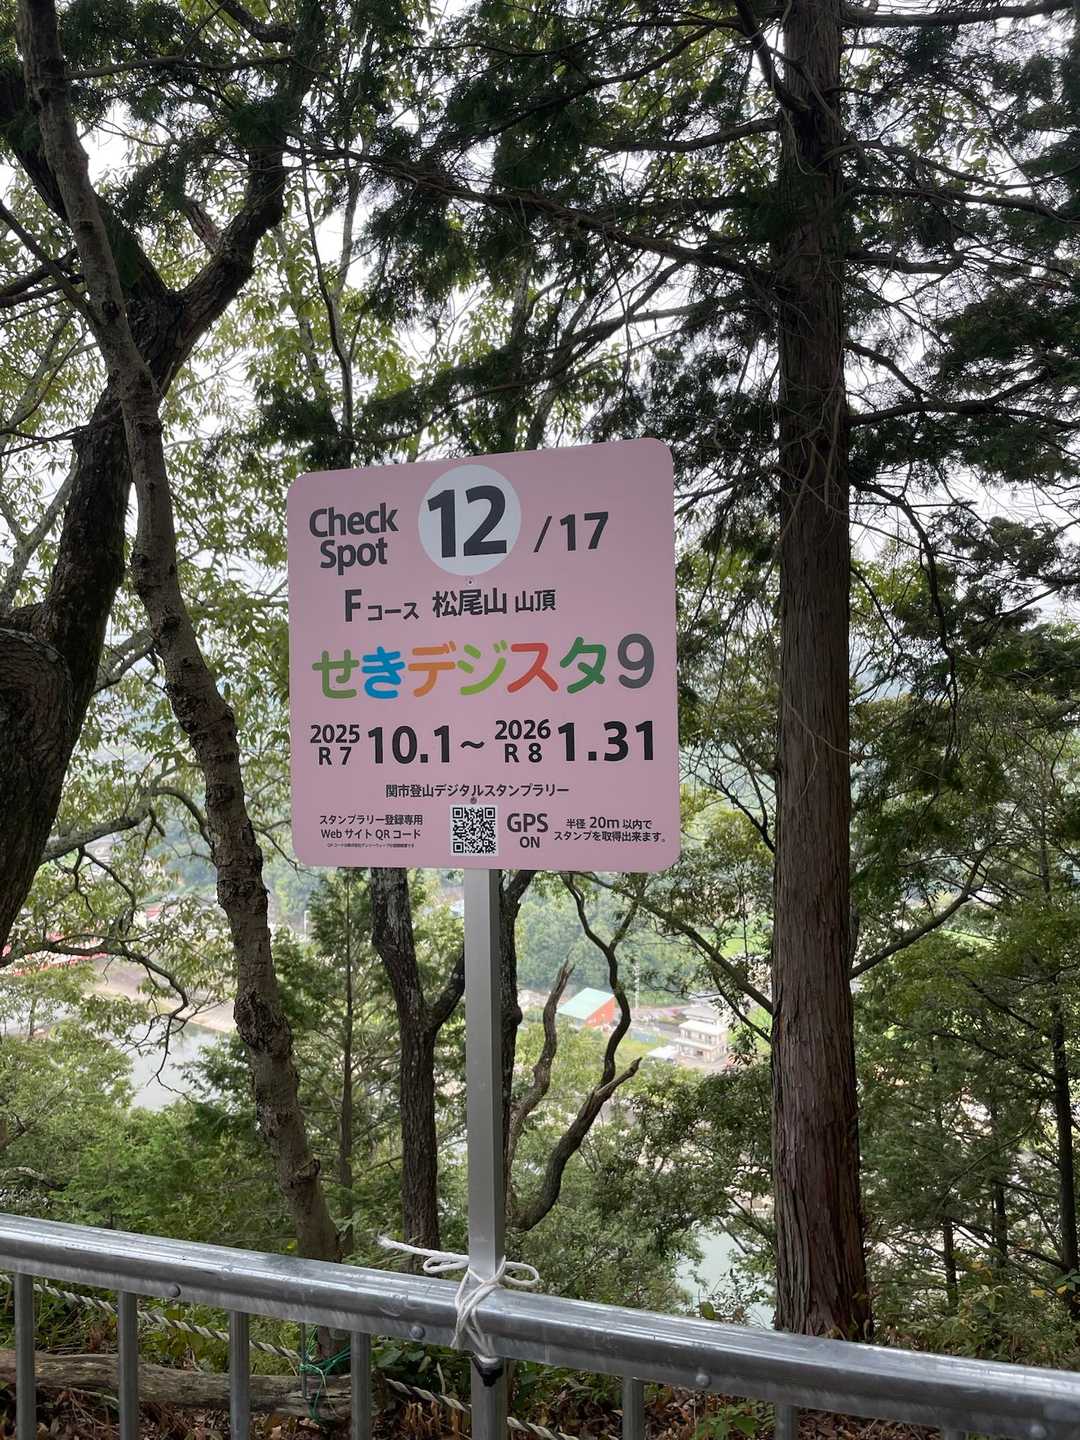 Check Spot
12 / 17
Fコース 松尾山 山頂
せきデジスタ9
2025 R7 10.1～2026 R8 1.31
関市登山デジタルスタンプラリー
スタンプラリー登録専用
WebサイトQRコード
GPS ON
半径 20m 以内で
スタンプを取得出来ます。